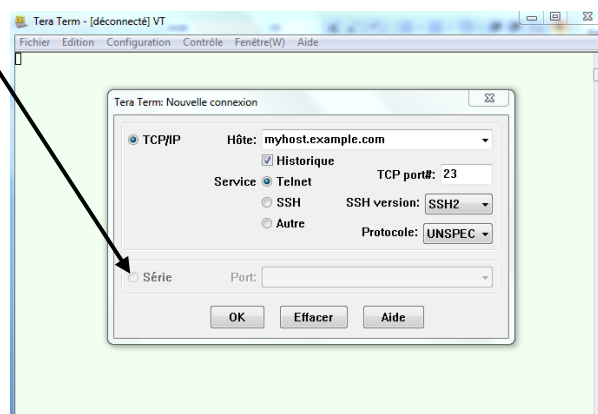 Tera Term - [déconnecté] VT
Fichier Edition Configuration Contrôle Fenêtre(W) Aide
Tera Term: Nouvelle connexion
TCP/IP Hôte: myhost.example.com
Historique
Service Telnet TCP port#: 23
SSH SSH version: SSH2
Autre Protocole: UNSPEC
Série Port:
OK Effacer Aide